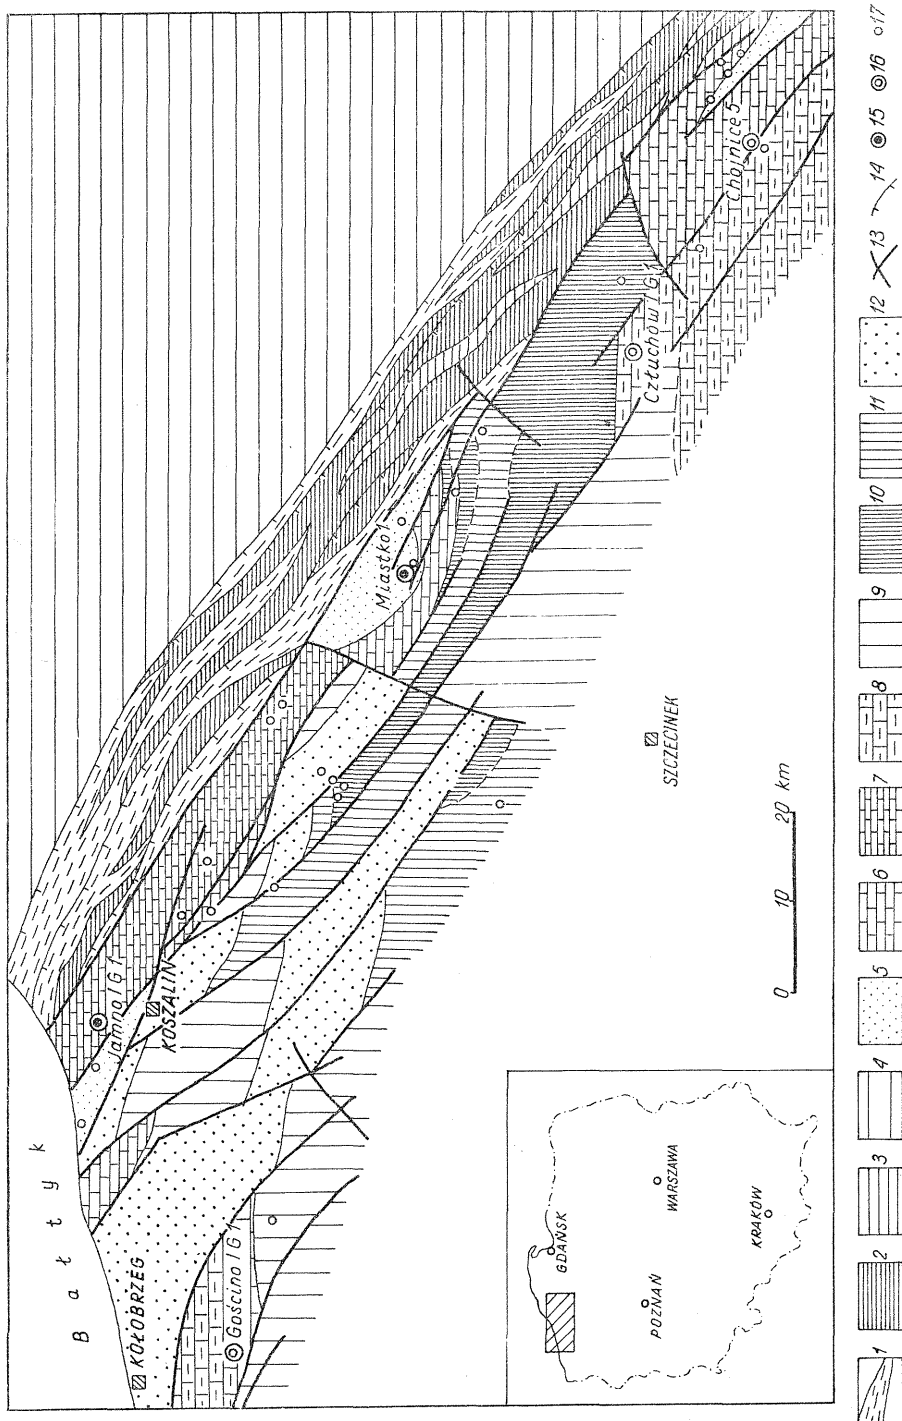 B a ł t y k
KOŁOBRZEG
Gościno IG 1
Jamno IG 1
KOSZALIN
Miastko 1
Człuchów IG 1
Chojnice 5
SZCZECINEK
0 10 20 km
GDAŃSK
POZNAŃ
WARSZAWA
KRAKÓW
1 2 3 4 5 6 7 8 9 10 11 12 13 14 15 16 17